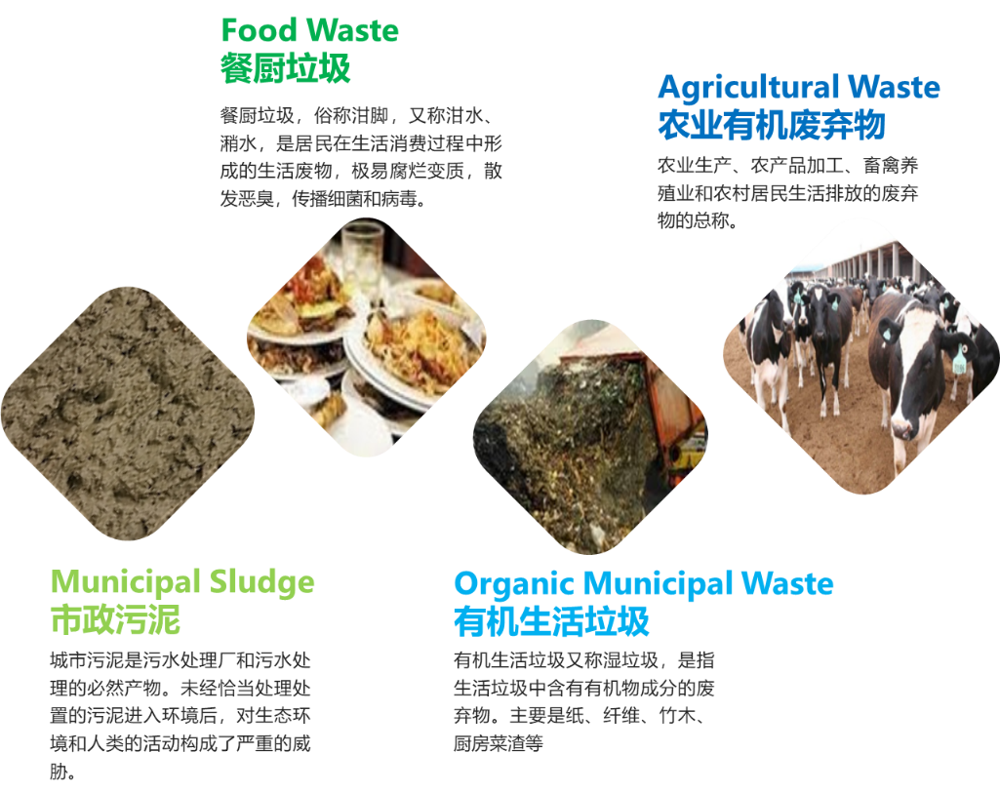 Food Waste
餐厨垃圾
餐厨垃圾，俗称泔脚，又称泔水、
潲水，是居民在生活消费过程中形
成的生活废物，极易腐烂变质，散
发恶臭，传播细菌和病毒。
Agricultural Waste
农业有机废弃物
农业生产、农产品加工、畜禽养
殖业和农村居民生活排放的废弃
物的总称。
Municipal Sludge
市政污泥
城市污泥是污水处理厂和污水处
理的必然产物。未经恰当处理处
置的污泥进入环境后，对生态环
境和人类的活动构成了严重的威
胁。
Organic Municipal Waste
有机生活垃圾
有机生活垃圾又称湿垃圾，是指
生活垃圾中含有有机物成分的废
弃物。主要是纸、纤维、竹木、
厨房菜渣等